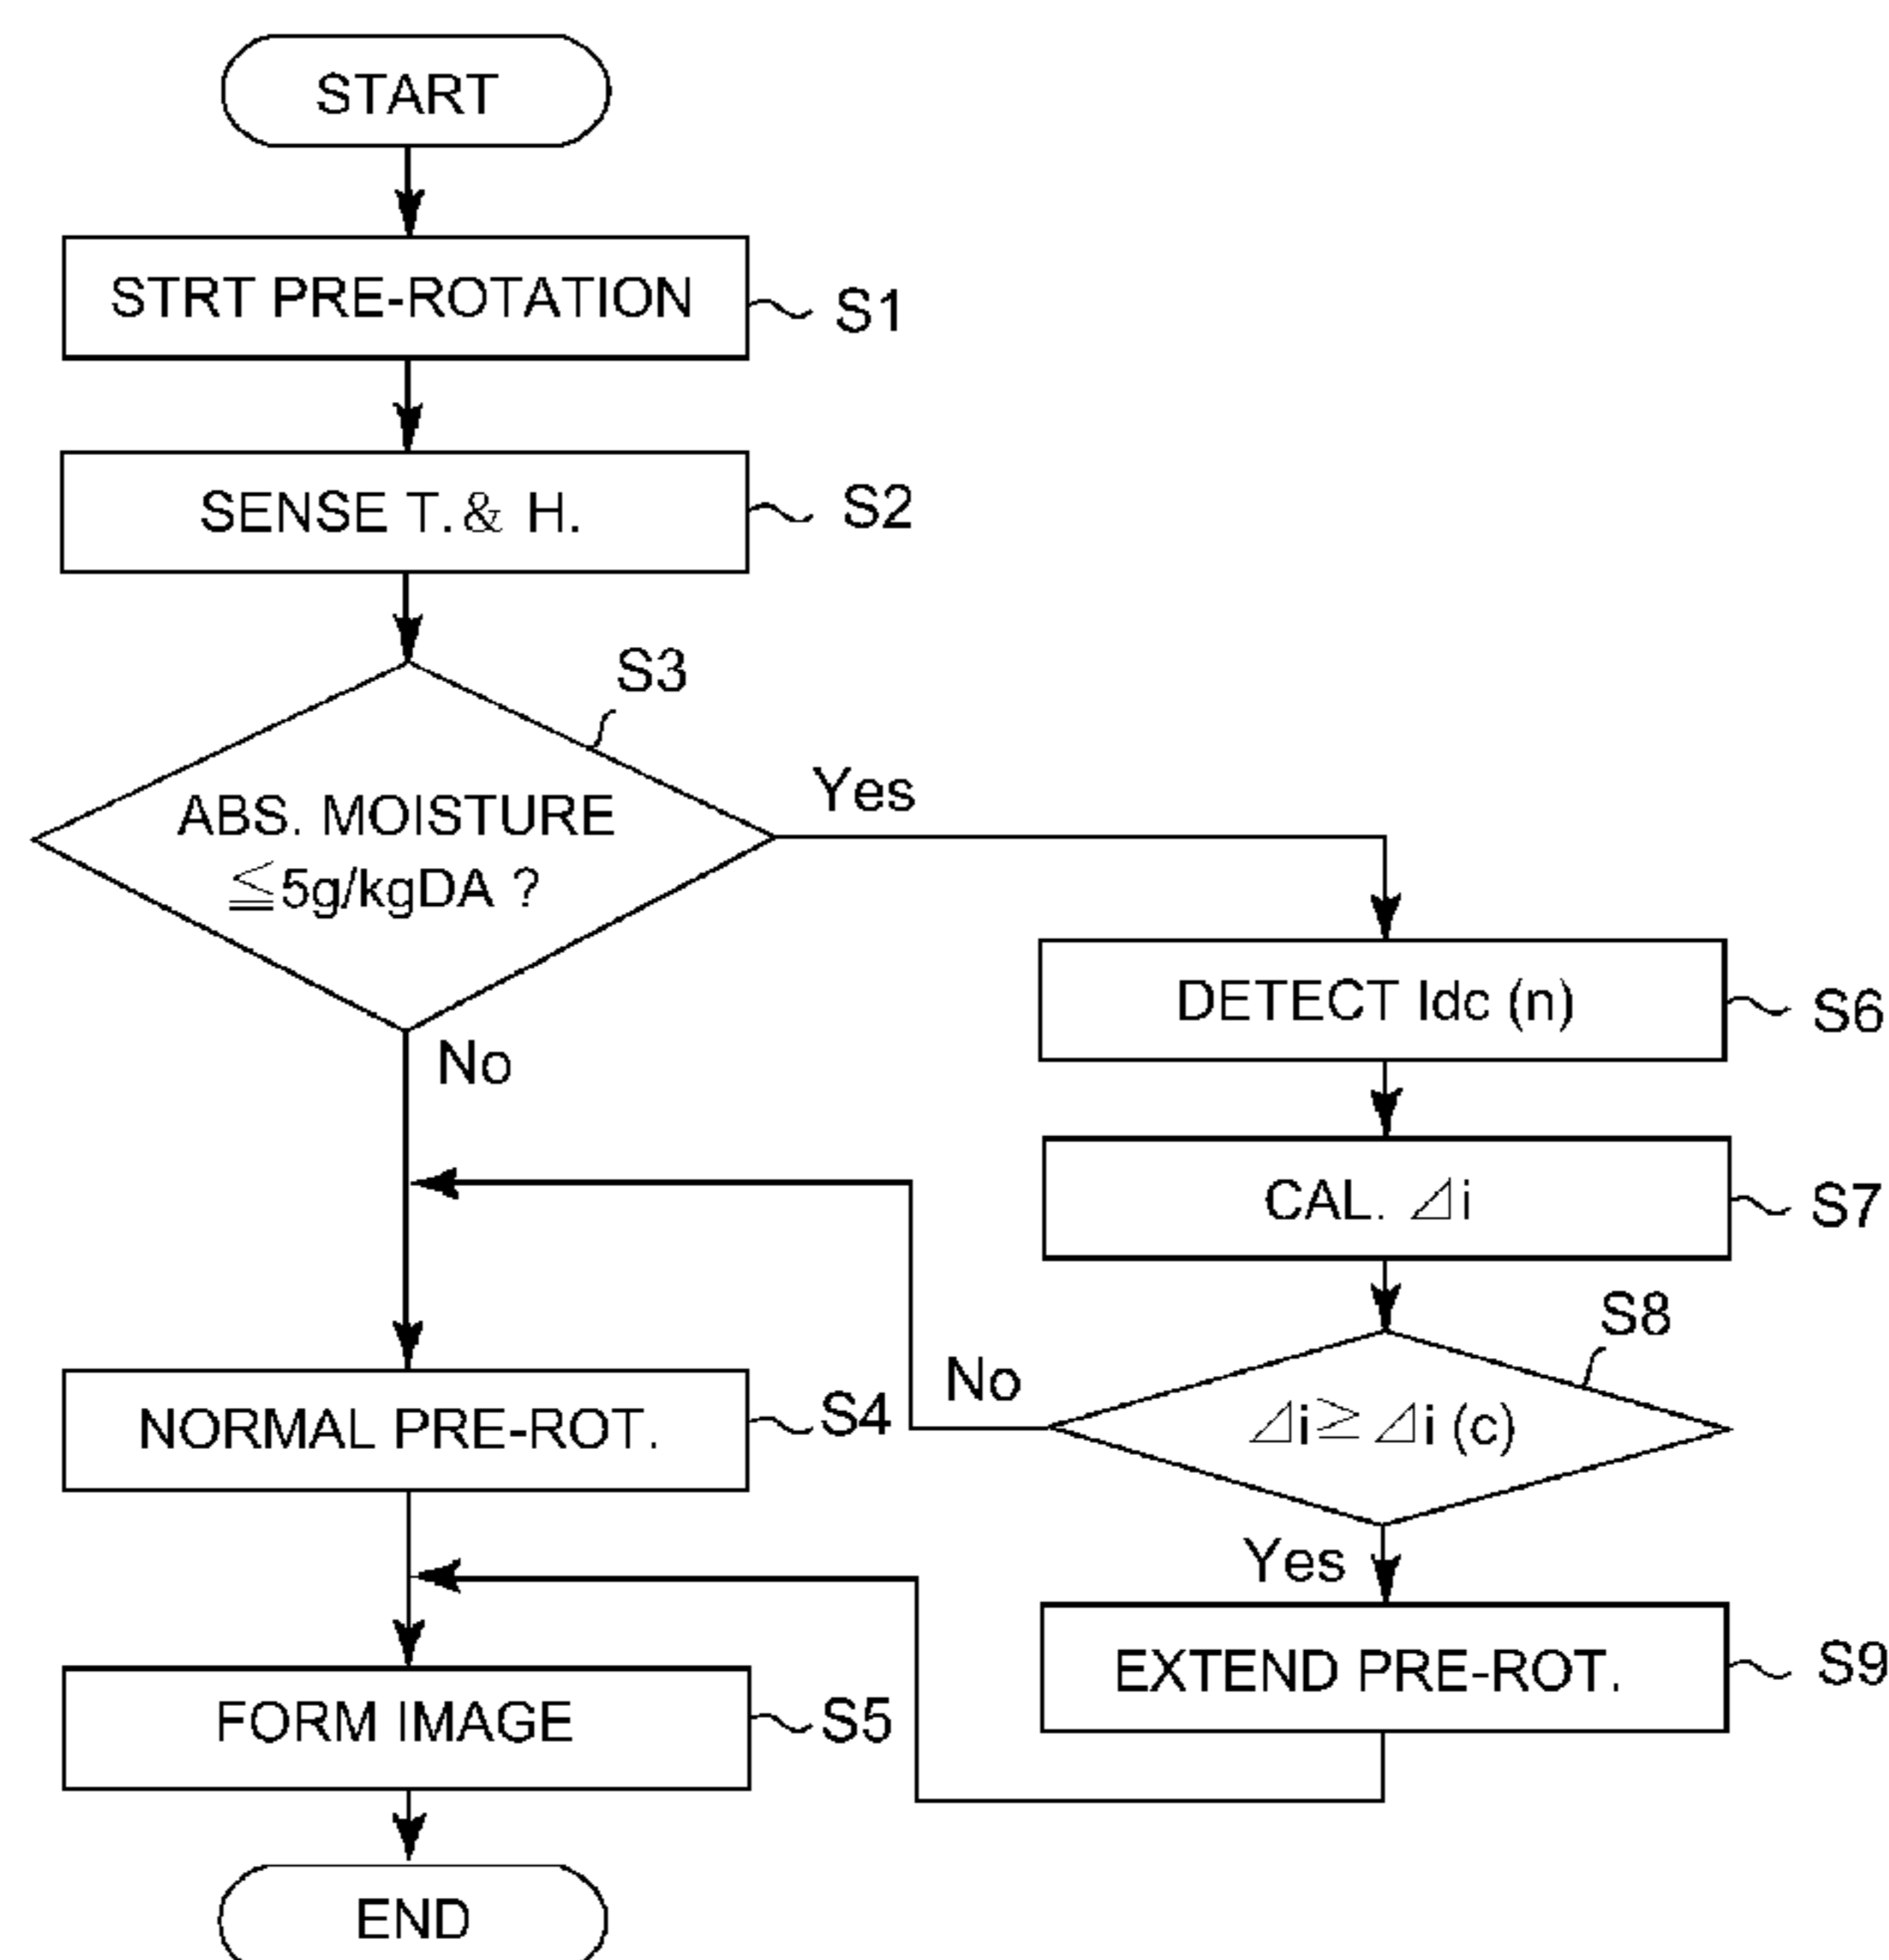 START
STRT PRE-ROTATION
S1
SENSE T. & H.
S2
S3
ABS. MOISTURE
≦5g/kgDA ?
Yes
No
DETECT Idc (n)
S6
CAL. ⊿i
S7
S8
⊿i≥ ⊿i (c)
No
Yes
NORMAL PRE-ROT.
S4
EXTEND PRE-ROT.
S9
FORM IMAGE
S5
END